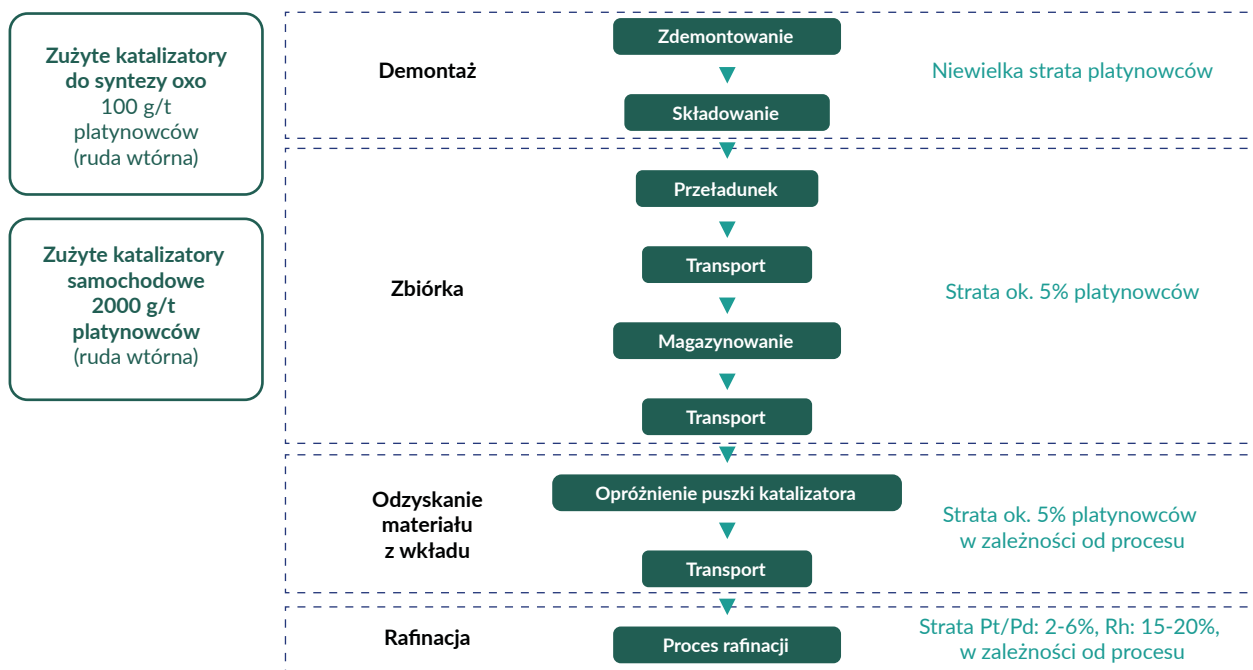 Zużyte katalizatory
do syntezy oxo
100 g/t
platynowców
(ruda wtórna)
Zużyte katalizatory
samochodowe
2000 g/t
platynowców
(ruda wtórna)
Demontaż
Zdemontowanie
Składowanie
Niewielka strata platynowców
Zbiórka
Przeładunek
Transport
Magazynowanie
Transport
Strata ok. 5% platynowców
Odzyskanie
materiału
z wkładu
Opróżnienie puszki katalizatora
Transport
Strata ok. 5% platynowców
w zależności od procesu
Rafinacja
Proces rafinacji
Strata Pt/Pd: 2-6%, Rh: 15-20%,
w zależności od procesu